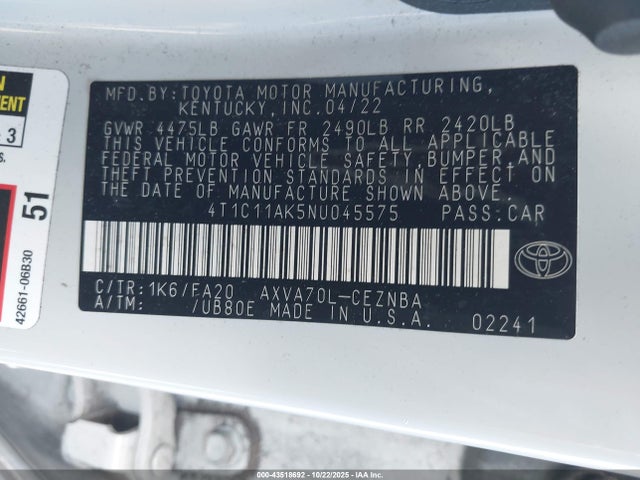 MFD.BY:TOYOTA MOTOR MANUFACTURING,
KENTUCKY,INC.04/22
GVWR 4475LB GAWR FR 2490LB RR 2420LB
THIS VEHICLE CONFORMS TO ALL APPLICABLE
FEDERAL MOTOR VEHICLE SAFETY,BUMPER,AND
THEFT PREVENTION STANDARDS IN EFFECT ON
THE DATE OF MANUFACTURE SHOWN ABOVE.
4T1C11AK5NU045575 PASS.CAR
C/TR:1K6/FA20 AXVA70L-CEZNBA
A/TM: /UB80E MADE IN U.S.A. 02241
TOYOTA
3
S.
51
42661-06B30
000-43518692 - 10/22/2025 - IAAI